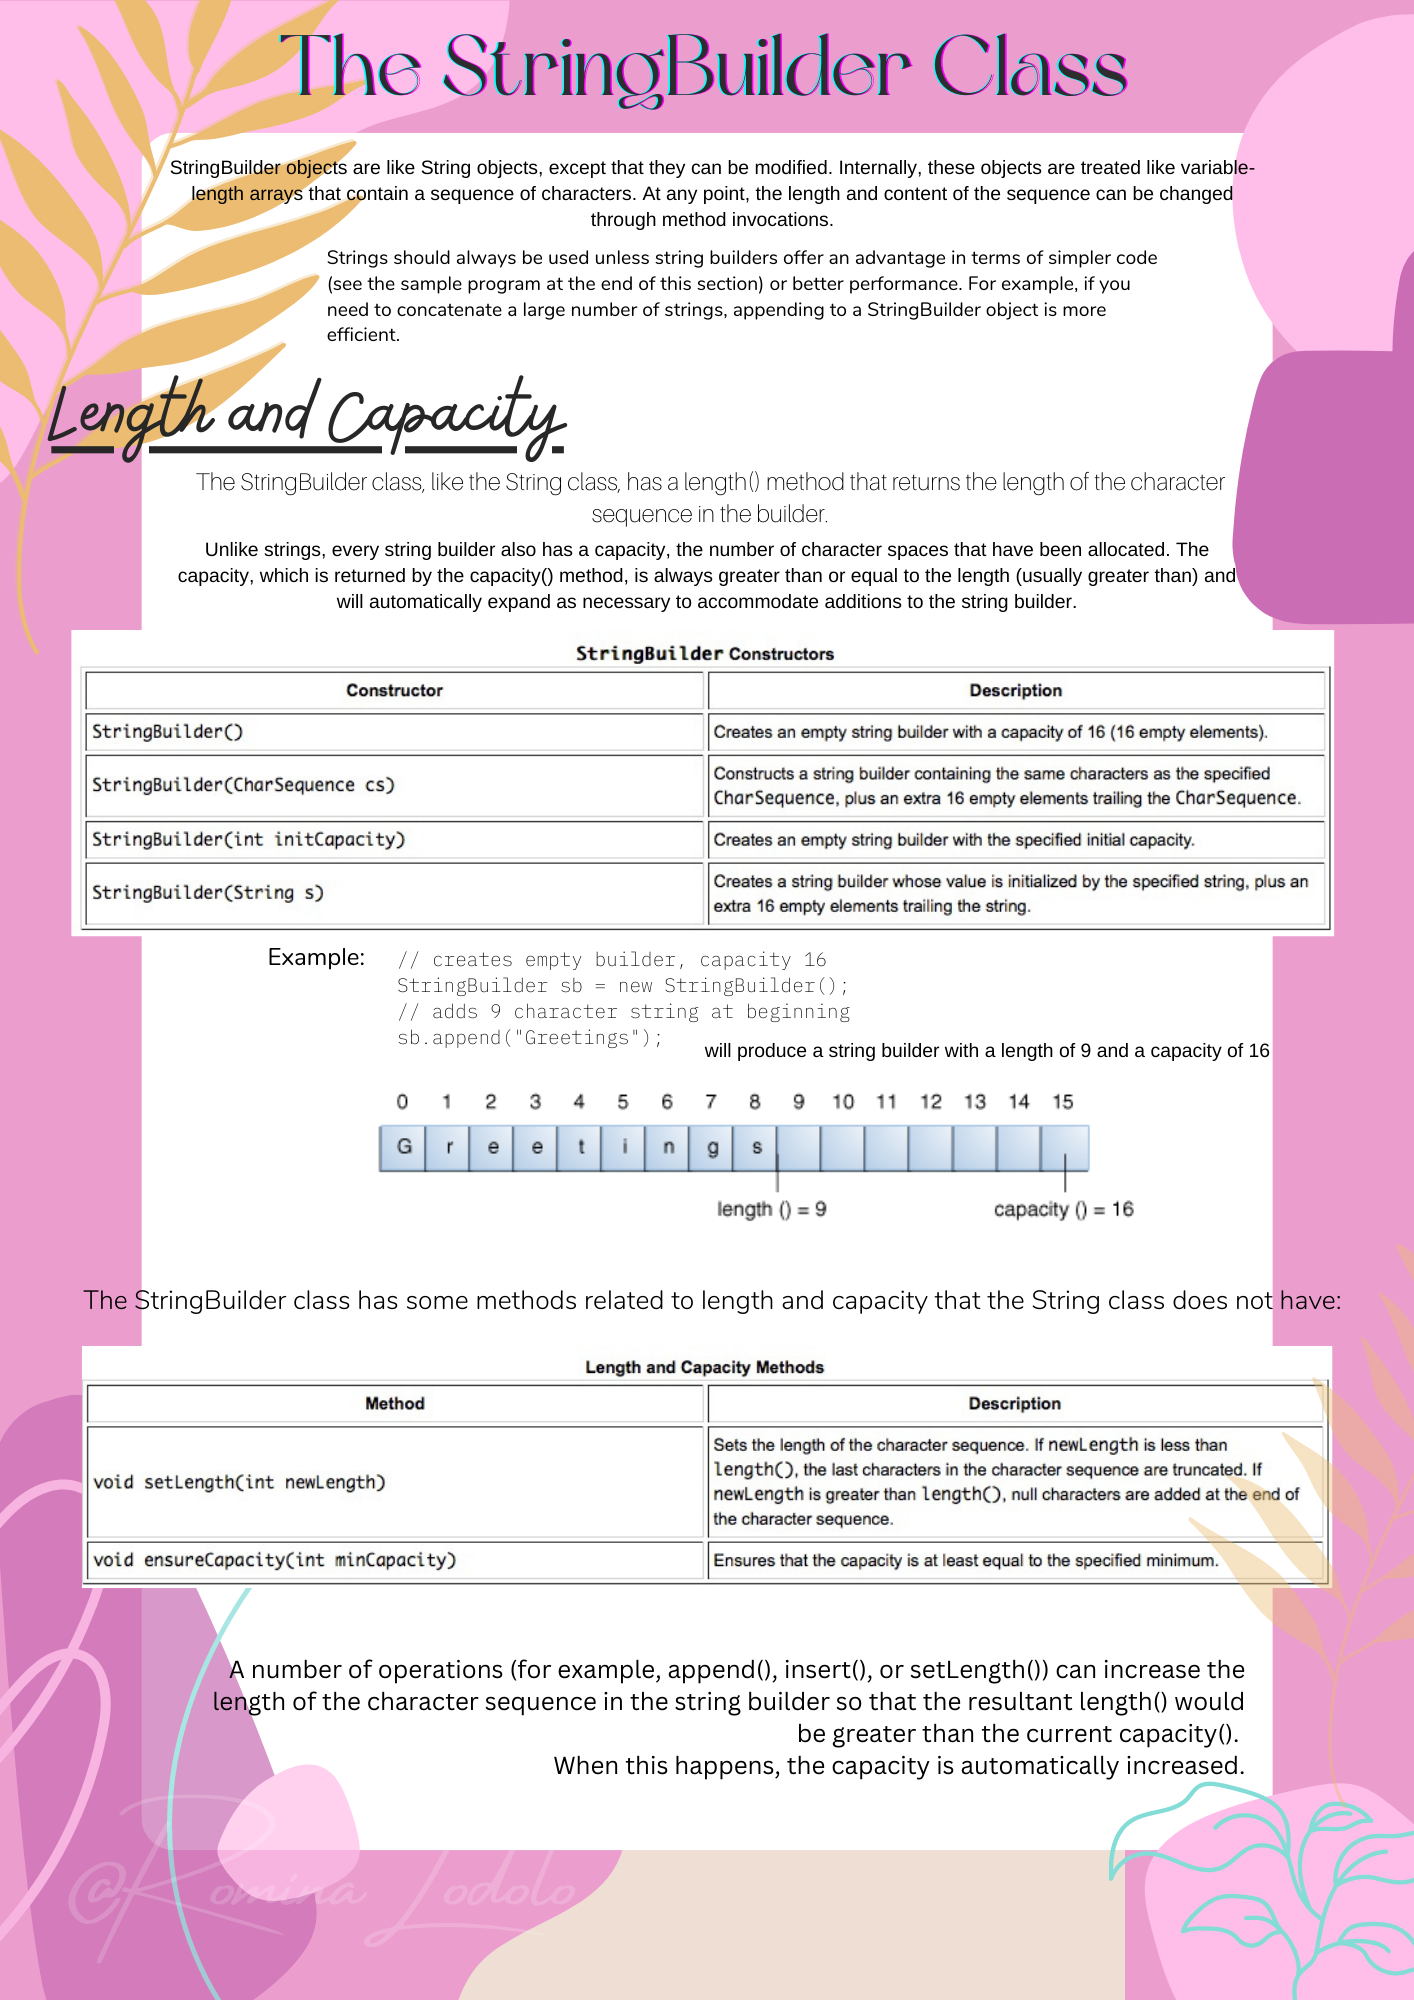 The StringBuilder Class
StringBuilder objects are like String objects, except that they can be modified. Internally, these objects are treated like variable-
length arrays that contain a sequence of characters. At any point, the length and content of the sequence can be changed
through method invocations.
Strings should always be used unless string builders offer an advantage in terms of simpler code
(see the sample program at the end of this section) or better performance. For example, if you
need to concatenate a large number of strings, appending to a StringBuilder object is more
efficient.
Length and Capacity
The StringBuilder class, like the String class, has a length() method that returns the length of the character
sequence in the builder.
Unlike strings, every string builder also has a capacity, the number of character spaces that have been allocated. The
capacity, which is returned by the capacity() method, is always greater than or equal to the length (usually greater than) and
will automatically expand as necessary to accommodate additions to the string builder.
StringBuilder Constructors
Constructor Description
StringBuilder() Creates an empty string builder with a capacity of 16 (16 empty elements).
StringBuilder(CharSequence cs) Constructs a string builder containing the same characters as the specified
CharSequence, plus an extra 16 empty elements trailing the CharSequence.
StringBuilder(int initCapacity) Creates an empty string builder with the specified initial capacity.
StringBuilder(String s) Creates a string builder whose value is initialized by the specified string, plus an
extra 16 empty elements trailing the string.
Example: // creates empty builder, capacity 16
StringBuilder sb = new StringBuilder();
// adds 9 character string at beginning
sb.append("Greetings");
will produce a string builder with a length of 9 and a capacity of 16
0 1 2 3 4 5 6 7 8 9 10 11 12 13 14 15
G r e e t i n g s
length () = 9 capacity () = 16
The StringBuilder class has some methods related to length and capacity that the String class does not have:
Length and Capacity Methods
Method Description
void setLength(int newLength) Sets the length of the character sequence. If newLength is less than
length(), the last characters in the character sequence are truncated. If
newLength is greater than length(), null characters are added at the end of
the character sequence.
void ensureCapacity(int minCapacity) Ensures that the capacity is at least equal to the specified minimum.
A number of operations (for example, append(), insert(), or setLength()) can increase the
length of the character sequence in the string builder so that the resultant length() would
be greater than the current capacity().
When this happens, the capacity is automatically increased.
@Romina Lodolo